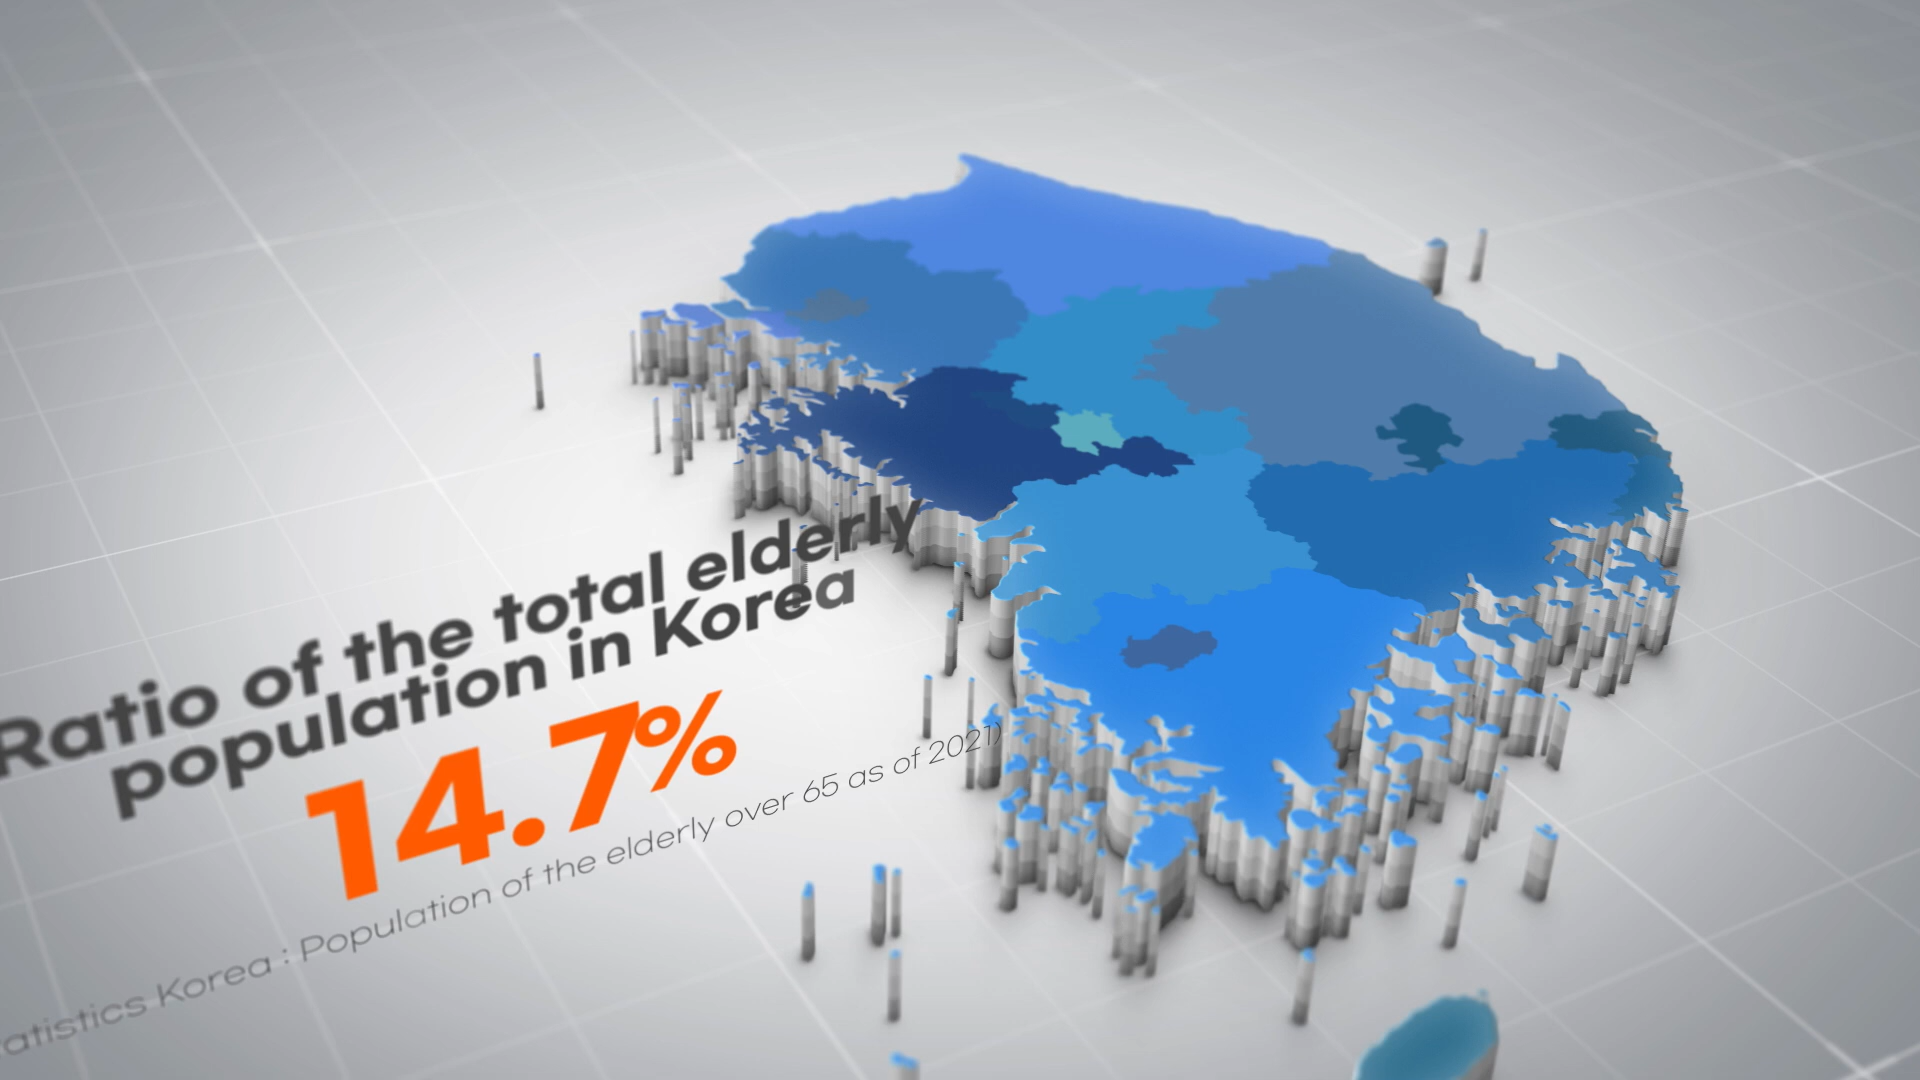 Ratio of the total elderly
population in Korea
14.7%
atistics Korea : Population of the elderly over 65 as of 2021)